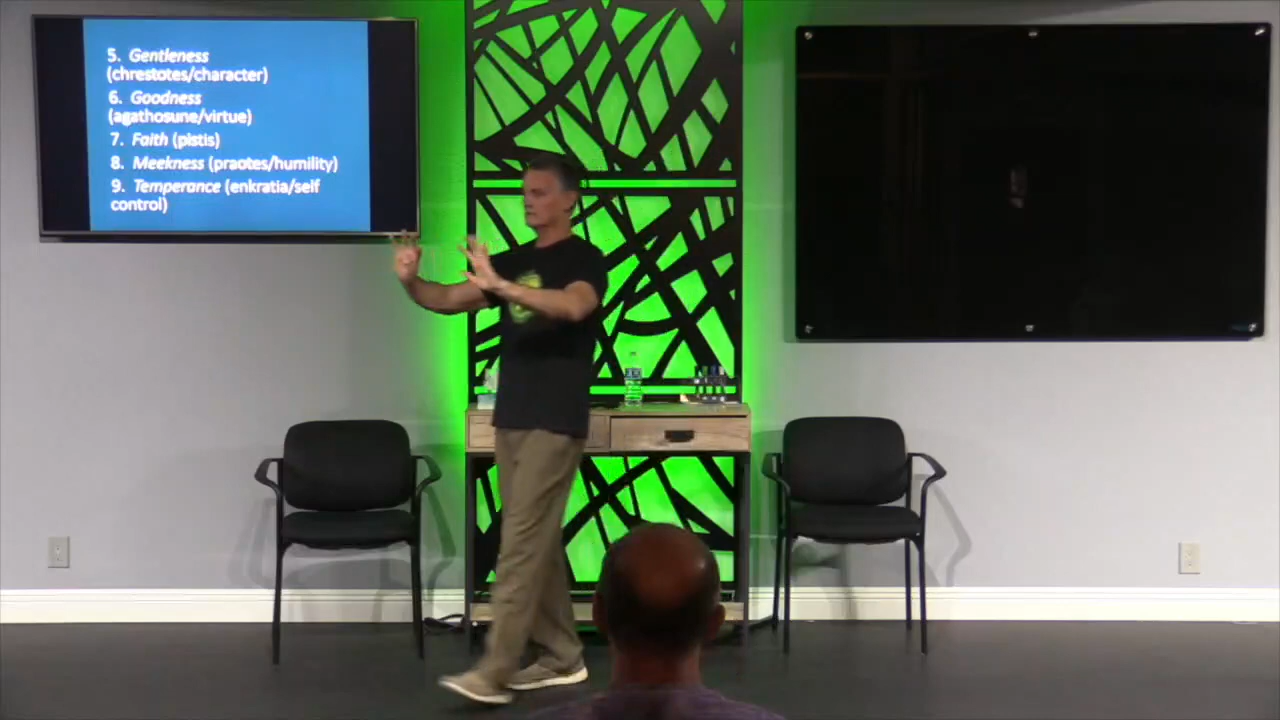 5. Gentleness
(chrestotes/character)
6. Goodness
(agathosune/virtue)
7. Faith (pistis)
8. Meekness (praotes/humility)
9. Temperance (enkratia/self
control)